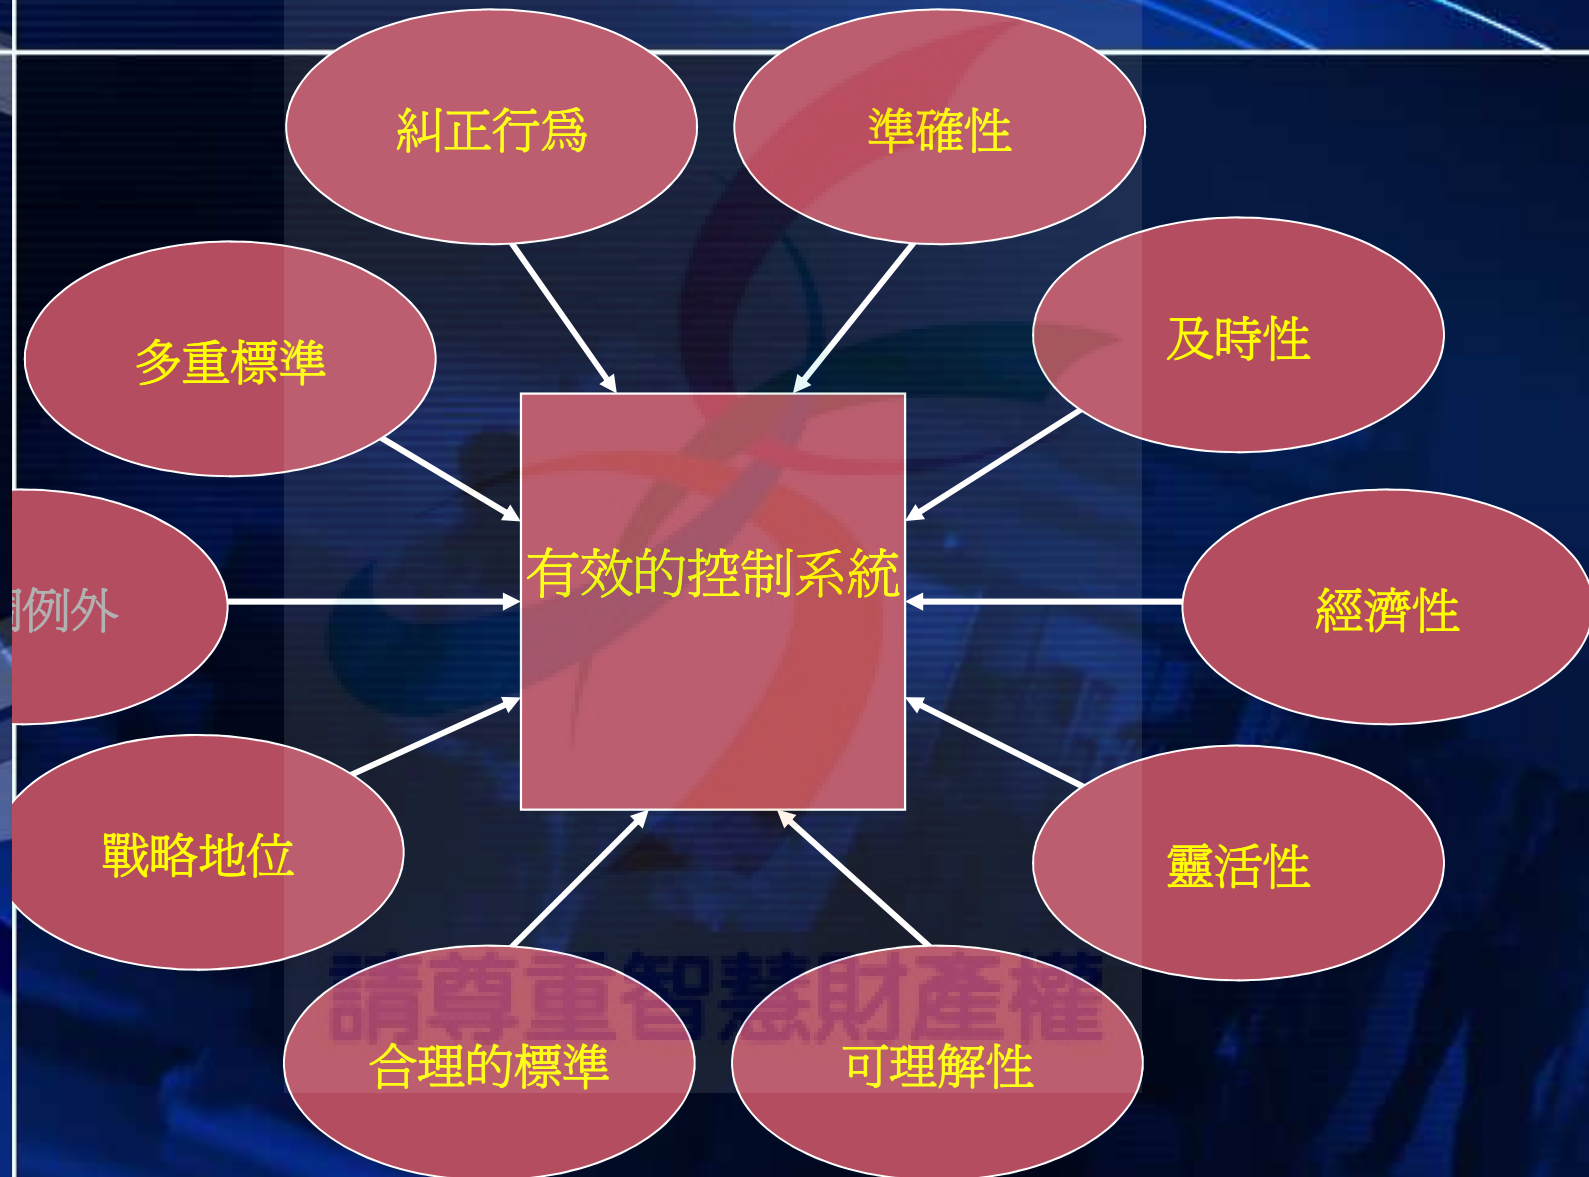 糾正行為
準確性
多重標準
及時性
有效的控制系統
例外
經濟性
戰略地位
靈活性
請尊重智慧財產權
合理的標準
可理解性